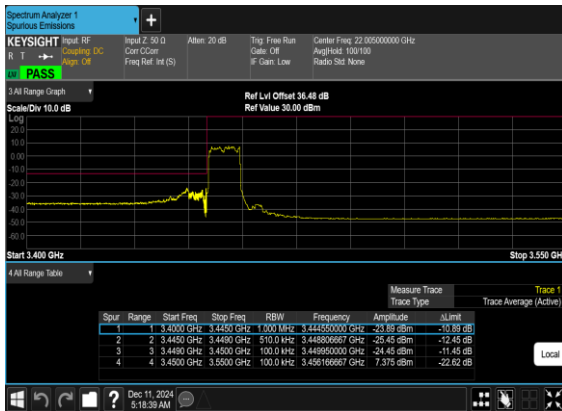 Spectrum Analyzer 1
Spurious Emissions
KEYSIGHT Input: RF Input Z: 50 Ω Atten: 20 dB Trig: Free Run Center Freq: 22.005000000 GHz
R T Coupling: DC Corr CCorr Gate: Off Avg|Hold: 100/100
Align: Off Freq Ref: Int (S) IF Gain: Low Radio Std: None
PASS
3 All Range Graph
Ref Lvl Offset 36.48 dB
Scale/Div 10.0 dB Ref Value 30.00 dBm
Log
20.0
10.0
0.00
-10.0
-20.0
-30.0
-40.0
-50.0
-60.0
Start 3.400 GHz Stop 3.550 GHz
4 All Range Table
Measure Trace Trace 1
Trace Type Trace Average (Active)
Spur Range Start Freq Stop Freq RBW Frequency Amplitude ΔLimit
1 1 3.4000 GHz 3.4450 GHz 1.000 MHz 3.444550000 GHz -23.89 dBm -10.89 dB
2 2 3.4450 GHz 3.4490 GHz 510.0 kHz 3.448806667 GHz -25.45 dBm -12.45 dB
3 3 3.4490 GHz 3.4500 GHz 100.0 kHz 3.449950000 GHz -24.45 dBm -11.45 dB
4 4 3.4500 GHz 3.5500 GHz 100.0 kHz 3.456166667 GHz 7.375 dBm -22.62 dB
Local
Dec 11, 2024
5:18:39 AM